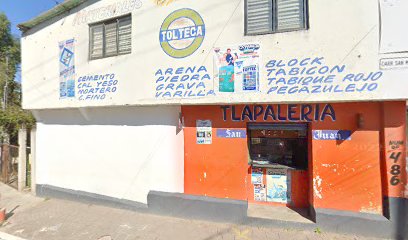 TOLTECA
CEMENTO
CAL. YESO
MORTERO
C. FINO
ARENA
PIEDRA
GRAVA
VARILLA
BLOCK
TABICON
TABIQUE ROJO
PEGAZULEJO
TLAPALERIA
San Juan
NUM
486